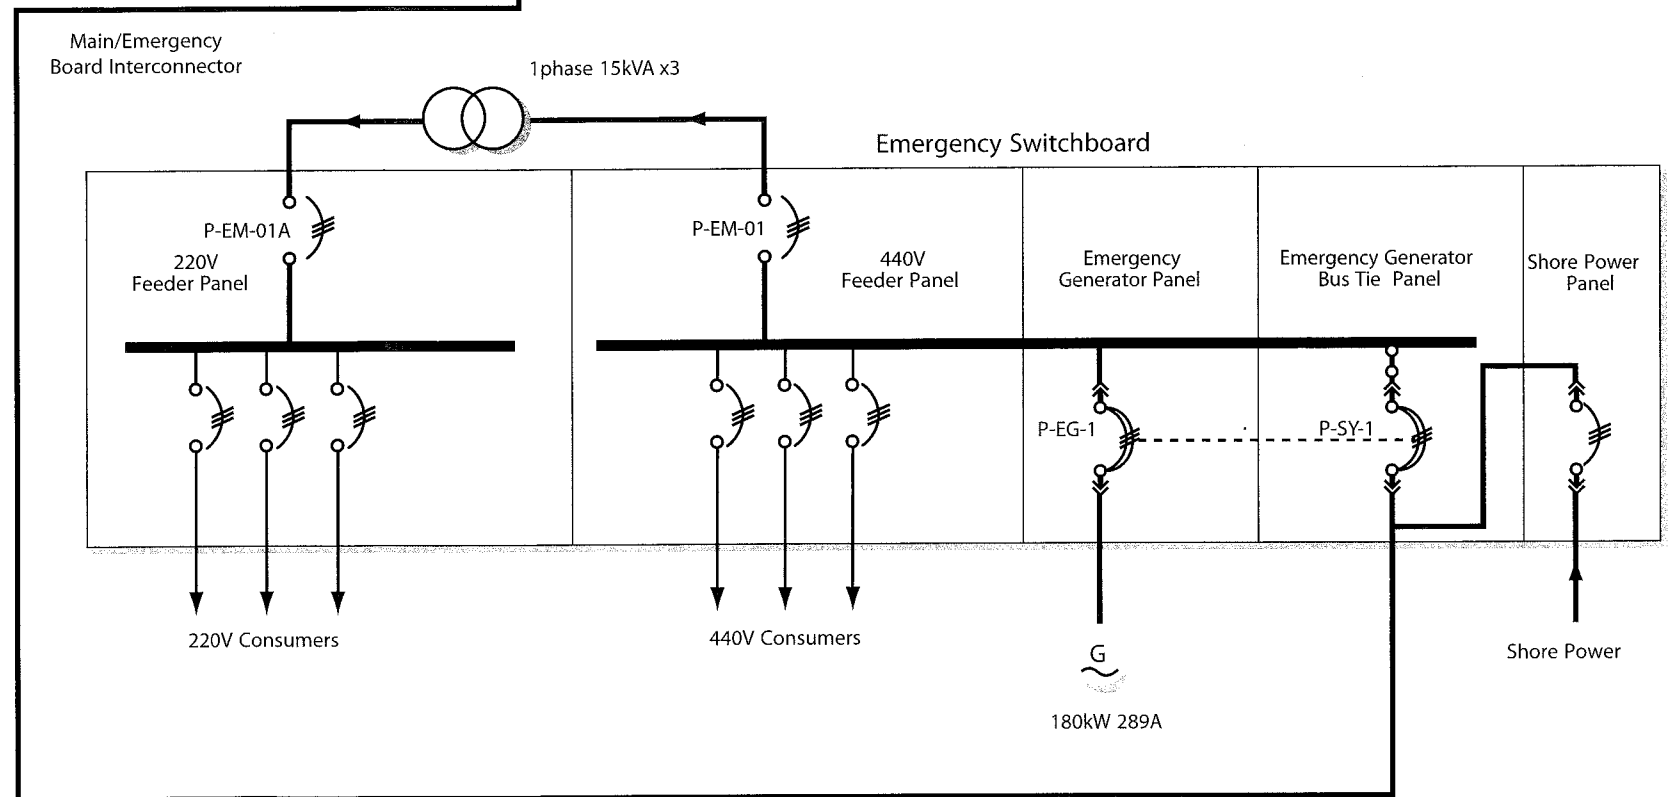 Main/Emergency
Board Interconnector
1phase 15kVA x3
Emergency Switchboard
P-EM-01A
220V
Feeder Panel
P-EM-01
440V
Feeder Panel
Emergency
Generator Panel
Emergency Generator
Bus Tie Panel
Shore Power
Panel
P-EG-1
P-SY-1
220V Consumers
440V Consumers
G
180kW 289A
Shore Power